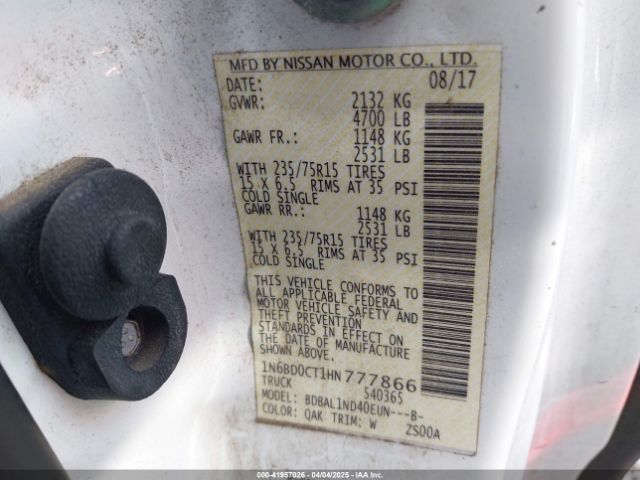 MFD BY NISSAN MOTOR CO., LTD.
DATE: 08/17
GVWR: 2132 KG
4700 LB
GAWR FR.: 1148 KG
2531 LB
WITH 235/75R15 TIRES
15 X 6.5 RIMS AT 35 PSI
COLD SINGLE
GAWR RR.: 1148 KG
2531 LB
WITH 235/75R15 TIRES
15 X 6.5 RIMS AT 35 PSI
COLD SINGLE
THIS VEHICLE CONFORMS TO
ALL APPLICABLE FEDERAL
MOTOR VEHICLE SAFETY AND
THEFT PREVENTION
STANDARDS IN EFFECT ON
THE DATE OF MANUFACTURE
SHOWN ABOVE.
1N6BD0CT1HN777866
TRUCK 540365
MODEL: BDBAL1ND40EUN---B-
COLOR: QAK TRIM: W ZS00A
000-41957026 - 04/04/2025 - IAAI.COM